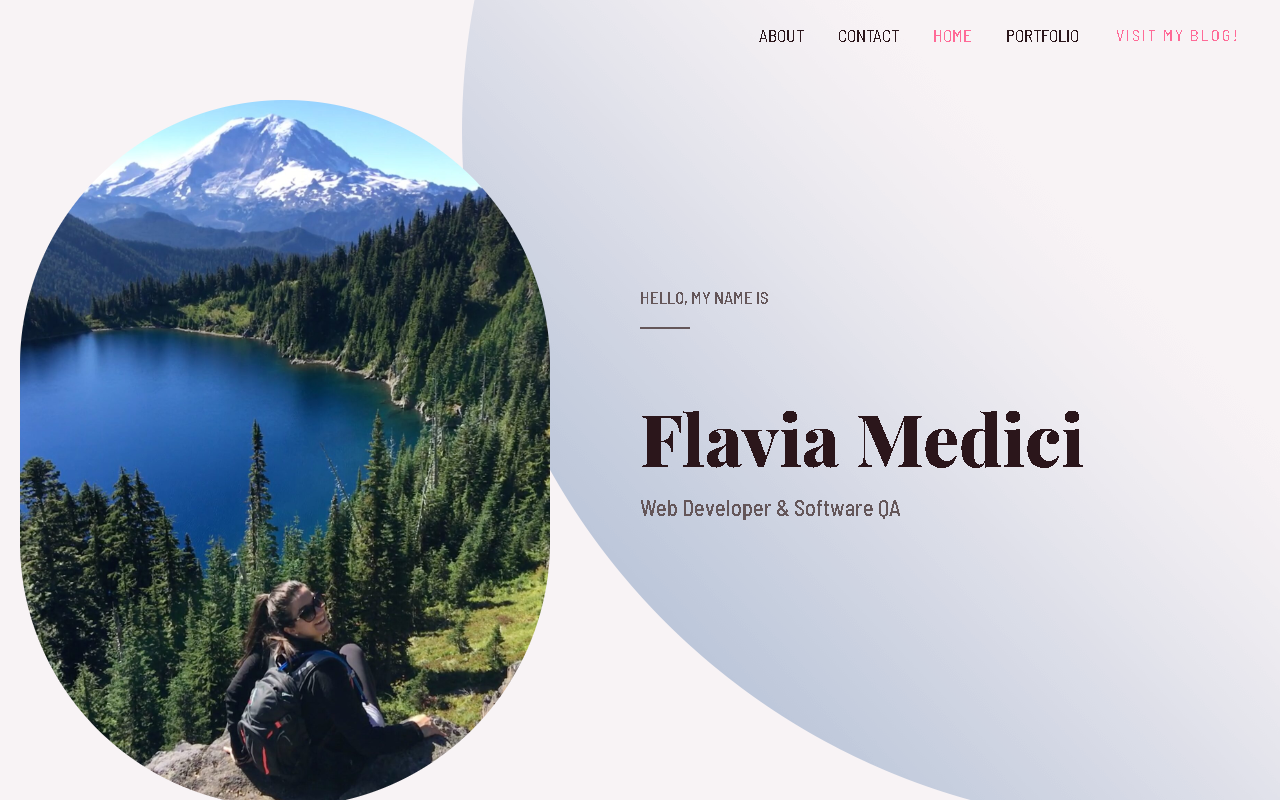 ABOUT CONTACT HOME PORTFOLIO VISIT MY BLOG!
HELLO, MY NAME IS
Flavia Medici
Web Developer & Software QA